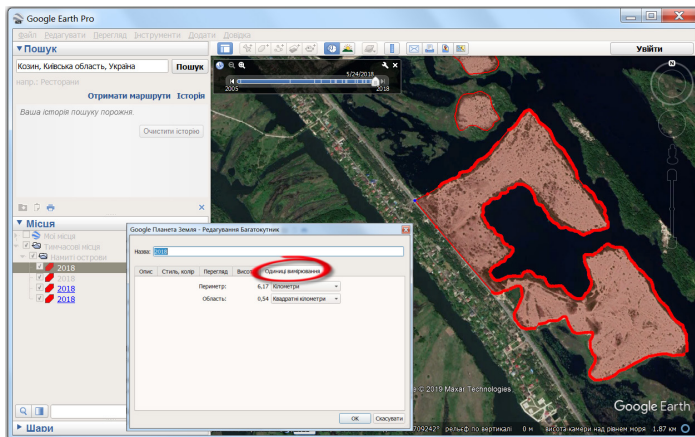 Google Earth Pro
Файл Редагувати Перегляд Інструменти Додати Довідка
Пошук
Увійти
Козин, Київська область, Україна
Пошук
напр.: Ресторани
Отримати маршрути Історія
Ваша історія пошуку порожня.
Очистити історію
5/24/2018
2005
2018
N
Місця
Мої місця
Тимчасові місця
Намиті острови
2018
2018
2018
2018
Google Планета Земля - Редагування Багатокутник
Назва: 2018
Опис
Стиль, колір
Перегляд
Висо
Одиниці вимірювання
Периметр: 6,17 Кілометри
Область: 0,54 Квадратні кілометри
OK
Скасувати
© 2019 Maxar Technologies
Google Earth
Шари
709242° рельєф по вертикалі 0 м висота камери над рівнем моря 1.87 км